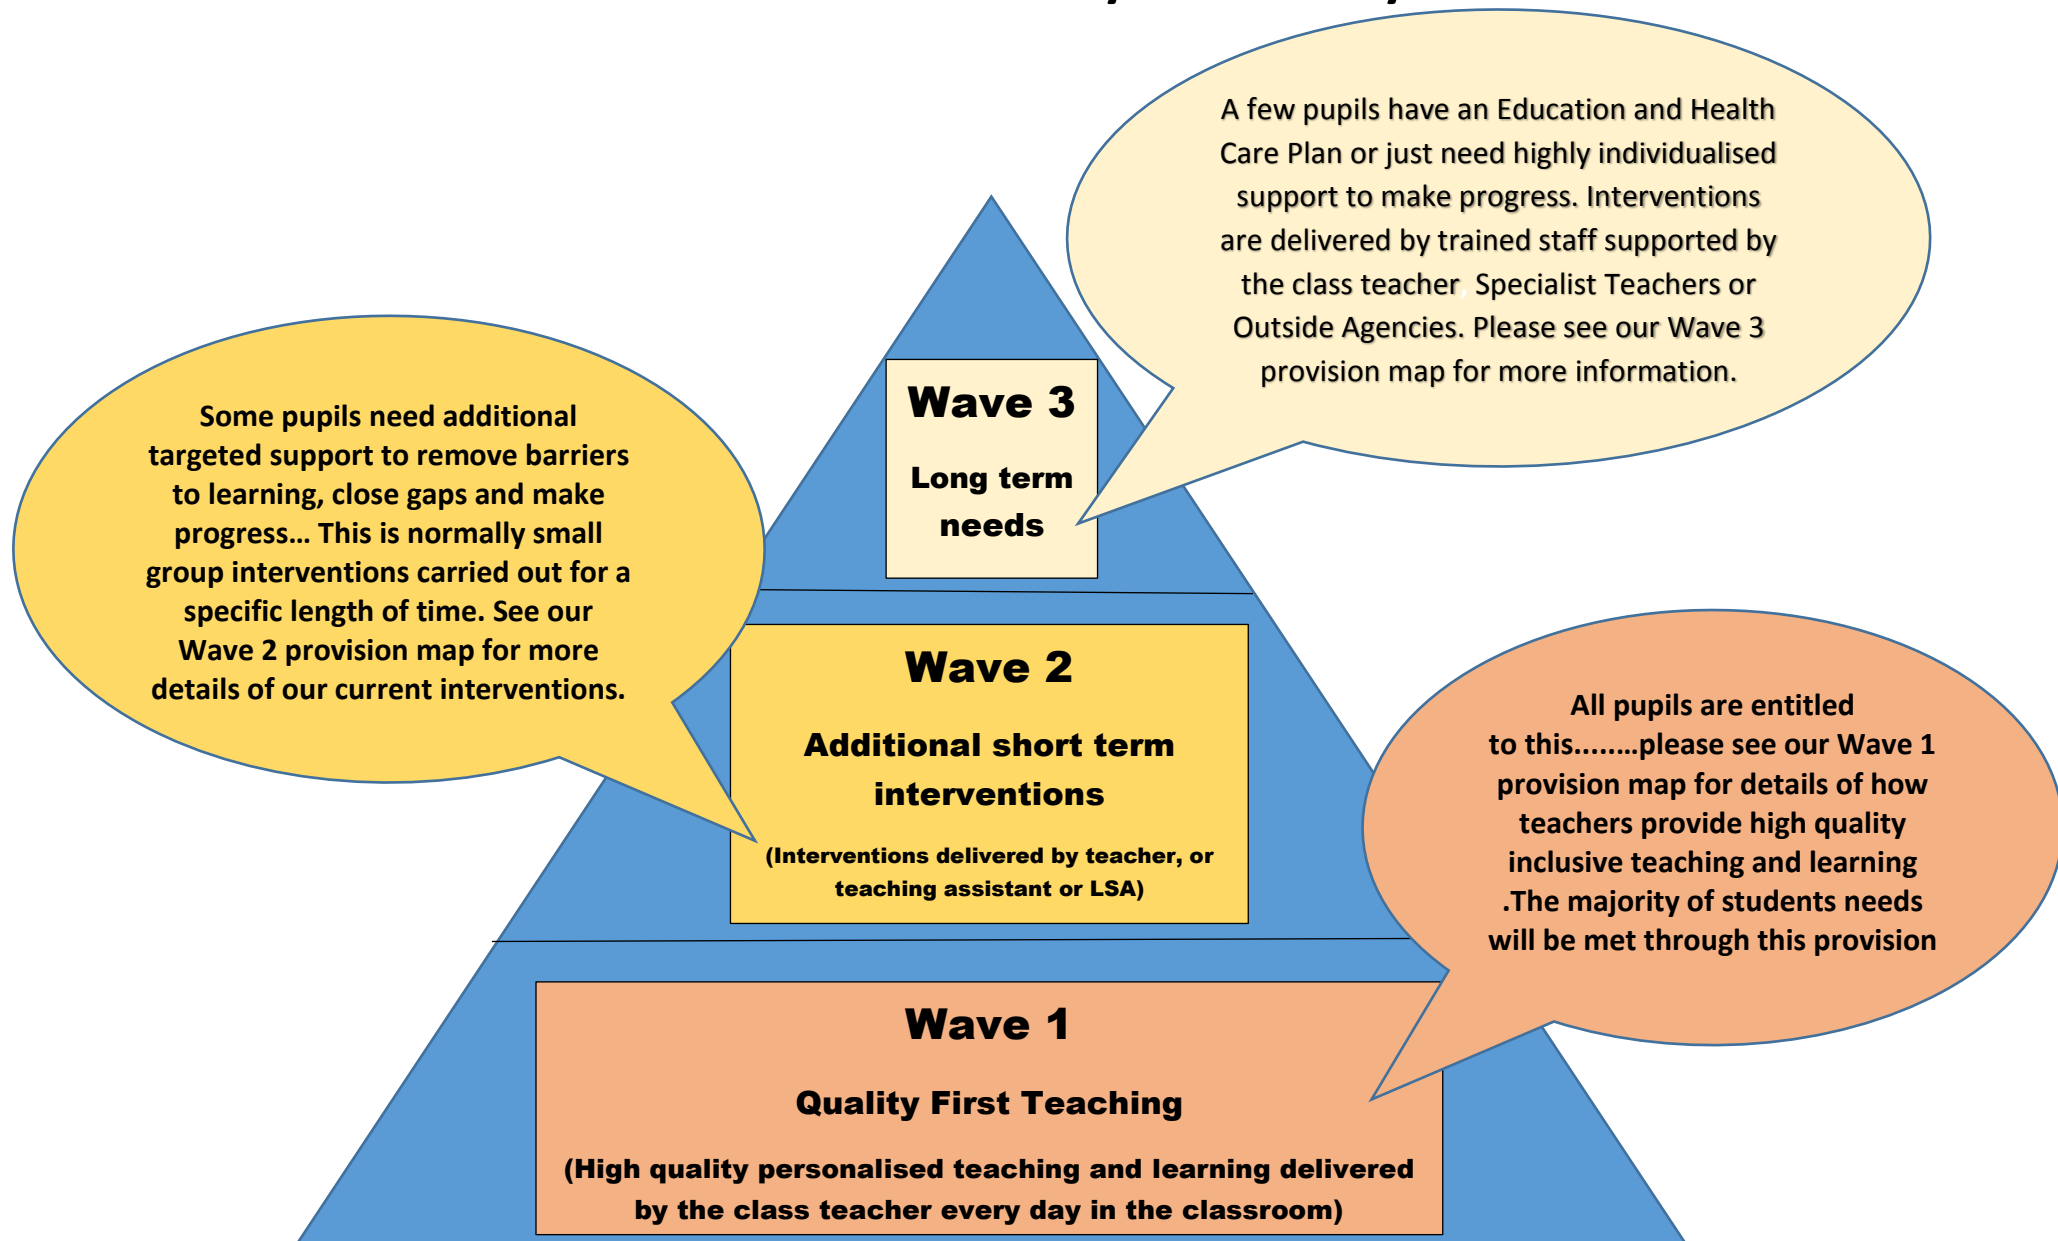 A few pupils have an Education and Health
Care Plan or just need highly individualised
support to make progress. Interventions
are delivered by trained staff supported by
the class teacher, Specialist Teachers or
Outside Agencies. Please see our Wave 3
provision map for more information.
Wave 3
Long term
needs
Some pupils need additional
targeted support to remove barriers
to learning, close gaps and make
progress… This is normally small
group interventions carried out for a
specific length of time. See our
Wave 2 provision map for more
details of our current interventions.
Wave 2
Additional short term
interventions
(Interventions delivered by teacher, or
teaching assistant or LSA)
All pupils are entitled
to this........please see our Wave 1
provision map for details of how
teachers provide high quality
inclusive teaching and learning
.The majority of students needs
will be met through this provision
Wave 1
Quality First Teaching
(High quality personalised teaching and learning delivered
by the class teacher every day in the classroom)